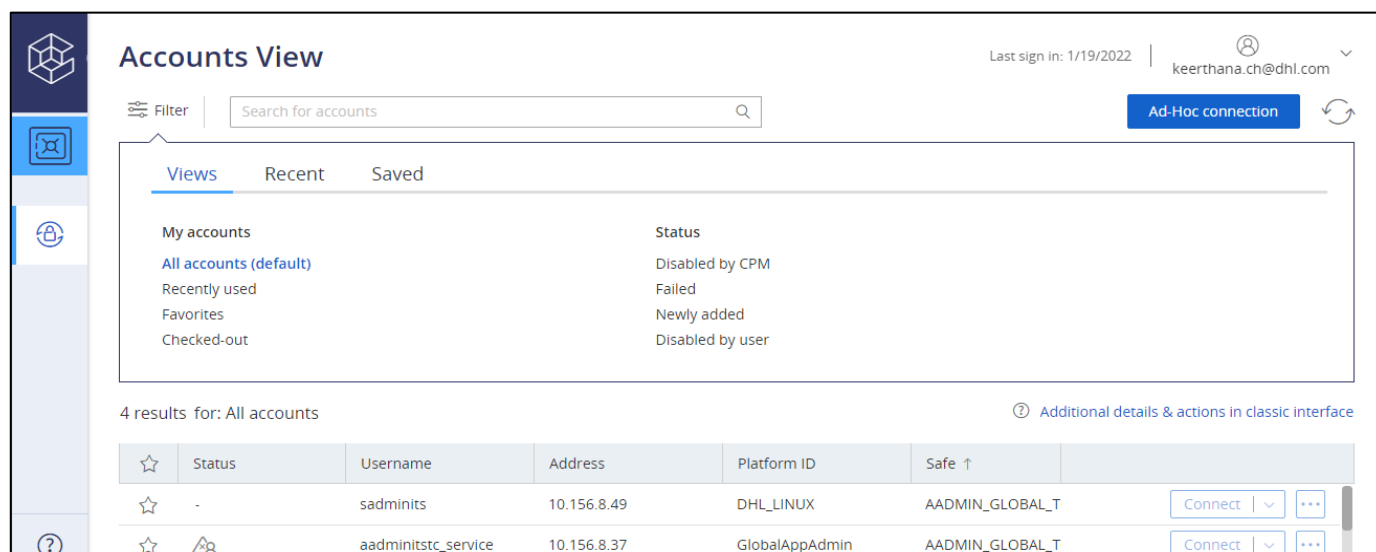 Accounts View
Last sign in: 1/19/2022
keerthana.ch@dhl.com
Filter
Search for accounts
Ad-Hoc connection
Views Recent Saved
My accounts Status
All accounts (default) Disabled by CPM
Recently used Failed
Favorites Newly added
Checked-out Disabled by user
4 results for: All accounts
Additional details & actions in classic interface
Status Username Address Platform ID Safe ↑
- sadminits 10.156.8.49 DHL_LINUX AADMIN_GLOBAL_T Connect
aadminitstc_service 10.156.8.37 GlobalAppAdmin AADMIN_GLOBAL_T Connect